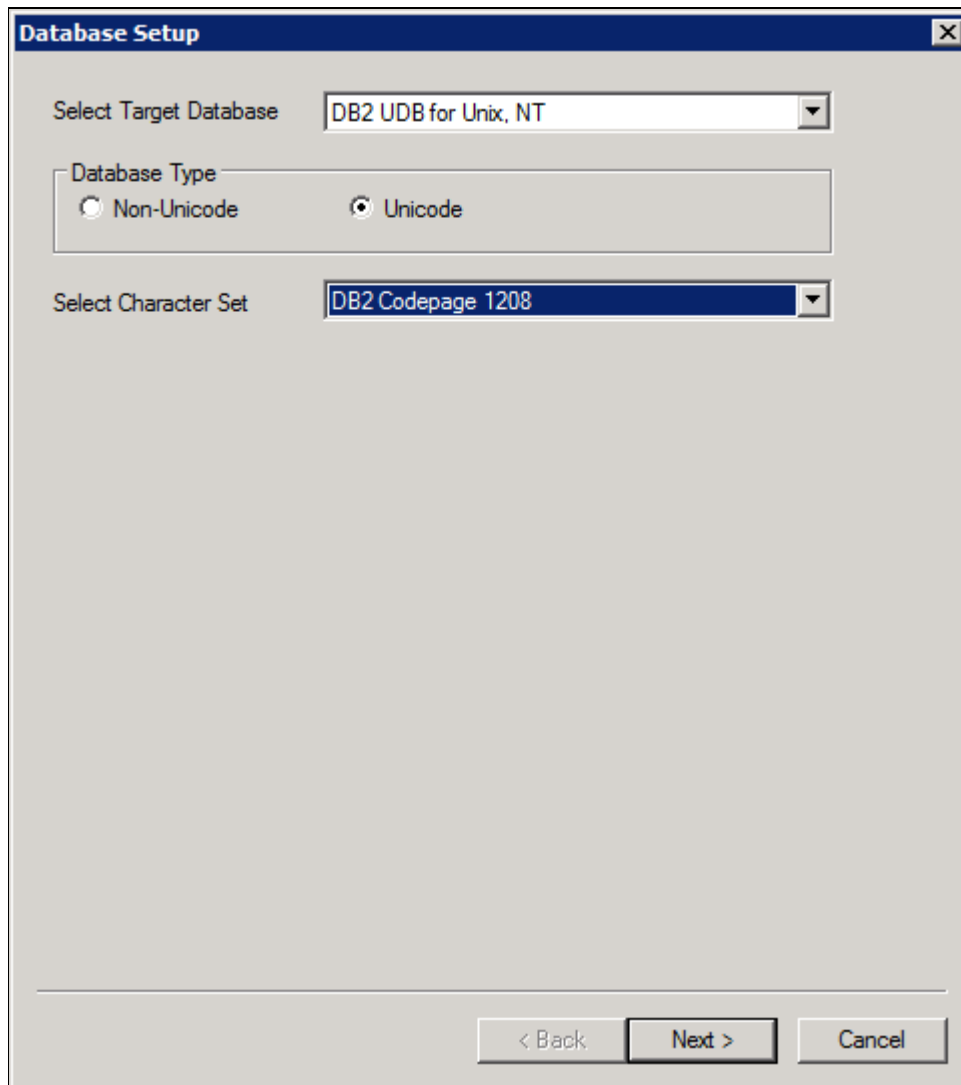 Database Setup
Select Target Database DB2 UDB for Unix, NT
Database Type
Non-Unicode Unicode
Select Character Set DB2 Codepage 1208
< Back Next > Cancel